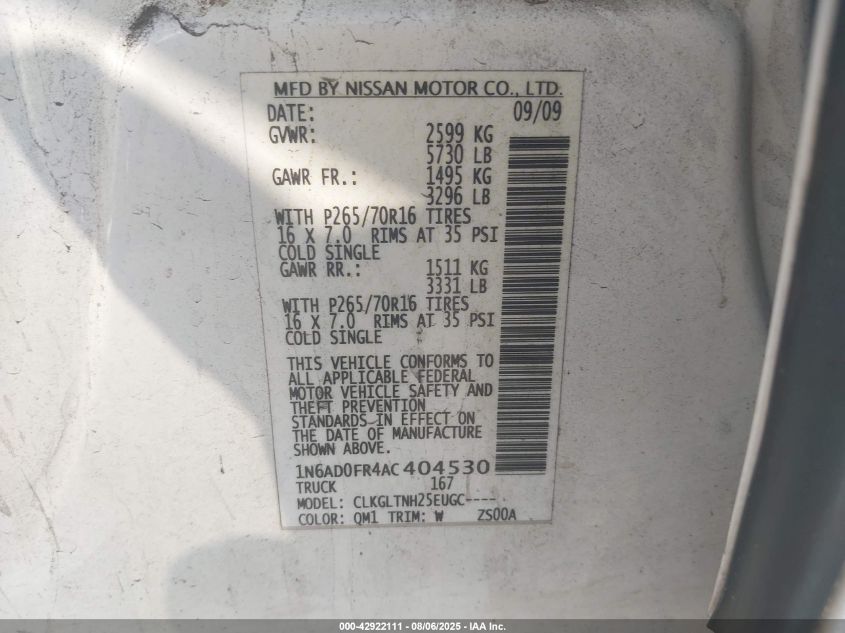 MFD BY NISSAN MOTOR CO., LTD.
DATE: 09/09
GVWR: 2599 KG
5730 LB
GAWR FR.: 1495 KG
3296 LB
WITH P265/70R16 TIRES
16 X 7.0 RIMS AT 35 PSI
COLD SINGLE
GAWR RR.: 1511 KG
3331 LB
WITH P265/70R16 TIRES
16 X 7.0 RIMS AT 35 PSI
COLD SINGLE
THIS VEHICLE CONFORMS TO
ALL APPLICABLE FEDERAL
MOTOR VEHICLE SAFETY AND
THEFT PREVENTION
STANDARDS IN EFFECT ON
THE DATE OF MANUFACTURE
SHOWN ABOVE.
1N6AD0FR4AC404530
TRUCK 167
MODEL: CLKGLTNH25EUGC----
COLOR: QM1 TRIM: W ZS00A
000-42922111 - 08/06/2025 - IAA Inc.